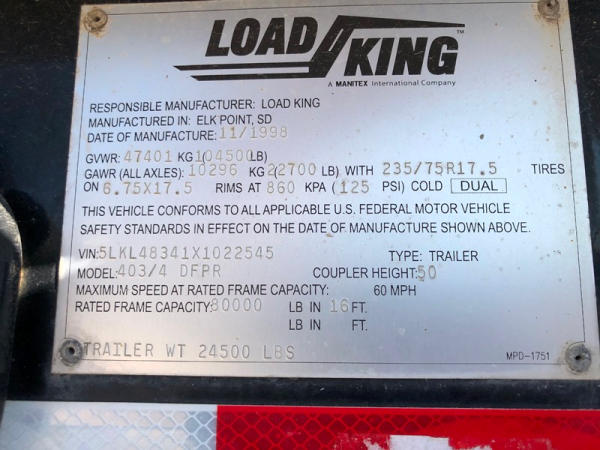 LOAD KING™
A MANITEX International Company
RESPONSIBLE MANUFACTURER: LOAD KING
MANUFACTURED IN: ELK POINT, SD
DATE OF MANUFACTURE: 11/1998
GVWR: 47401 KG (104500 LB)
GAWR (ALL AXLES): 10296 KG 22700 LB) WITH 235/75R17.5 TIRES
ON 6.75X17.5 RIMS AT 860 KPA (125 PSI) COLD DUAL
THIS VEHICLE CONFORMS TO ALL APPLICABLE U.S. FEDERAL MOTOR VEHICLE
SAFETY STANDARDS IN EFFECT ON THE DATE OF MANUFACTURE SHOWN ABOVE.
VIN: 5LKL48341X1022545 TYPE: TRAILER
MODEL: 403/4 DFPR COUPLER HEIGHT: 50
MAXIMUM SPEED AT RATED FRAME CAPACITY: 60 MPH
RATED FRAME CAPACITY: 80000 LB IN 16 FT.
LB IN FT.
TRAILER WT 24500 LBS
MPD-1751